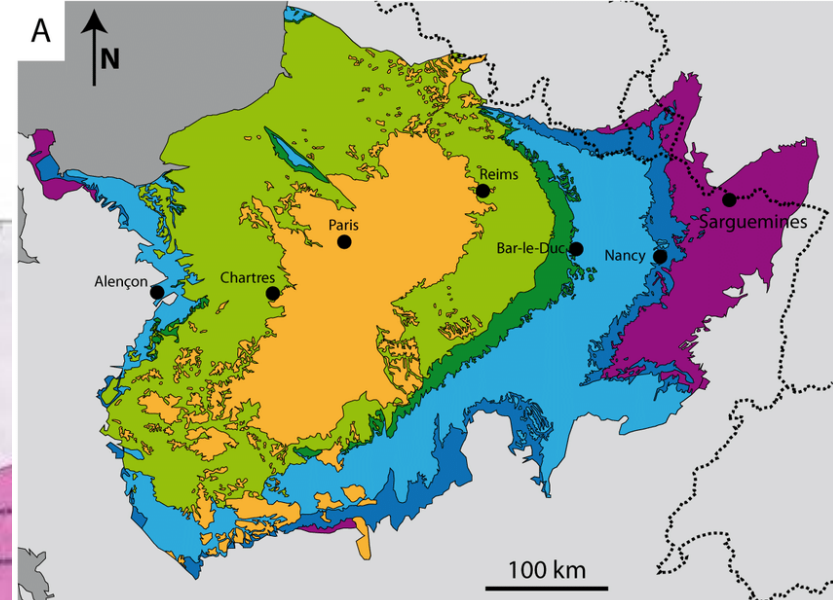 A
N
Reims
Paris
Sarguemines
Bar-le-Duc
Nancy
Alençon
Chartres
100 km